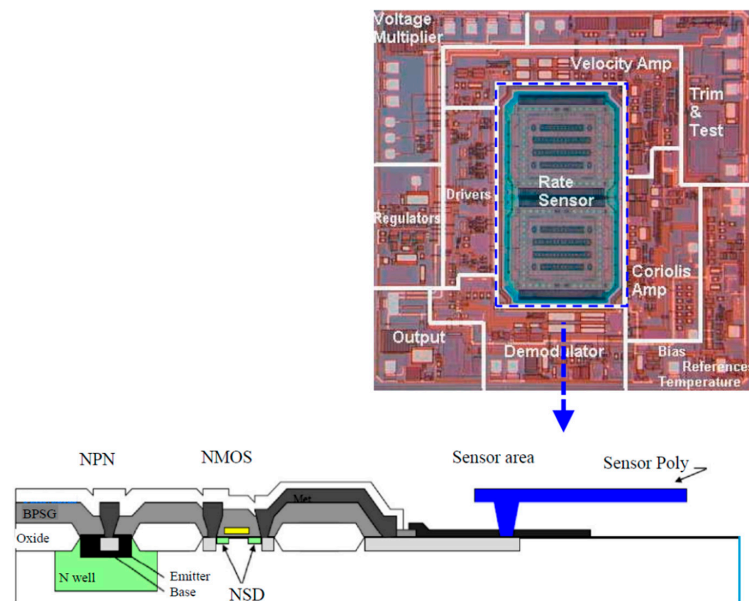 Voltage
Multiplier
Velocity Amp
Trim
&
Test
Rate
Sensor
Drivers
Regulators
Coriolis
Amp
Output
Demodulator
Bias
References
Temperature
NPN
NMOS
Sensor area
Sensor Poly
Met
BPSG
Oxide
N well
Emitter
Base
NSD